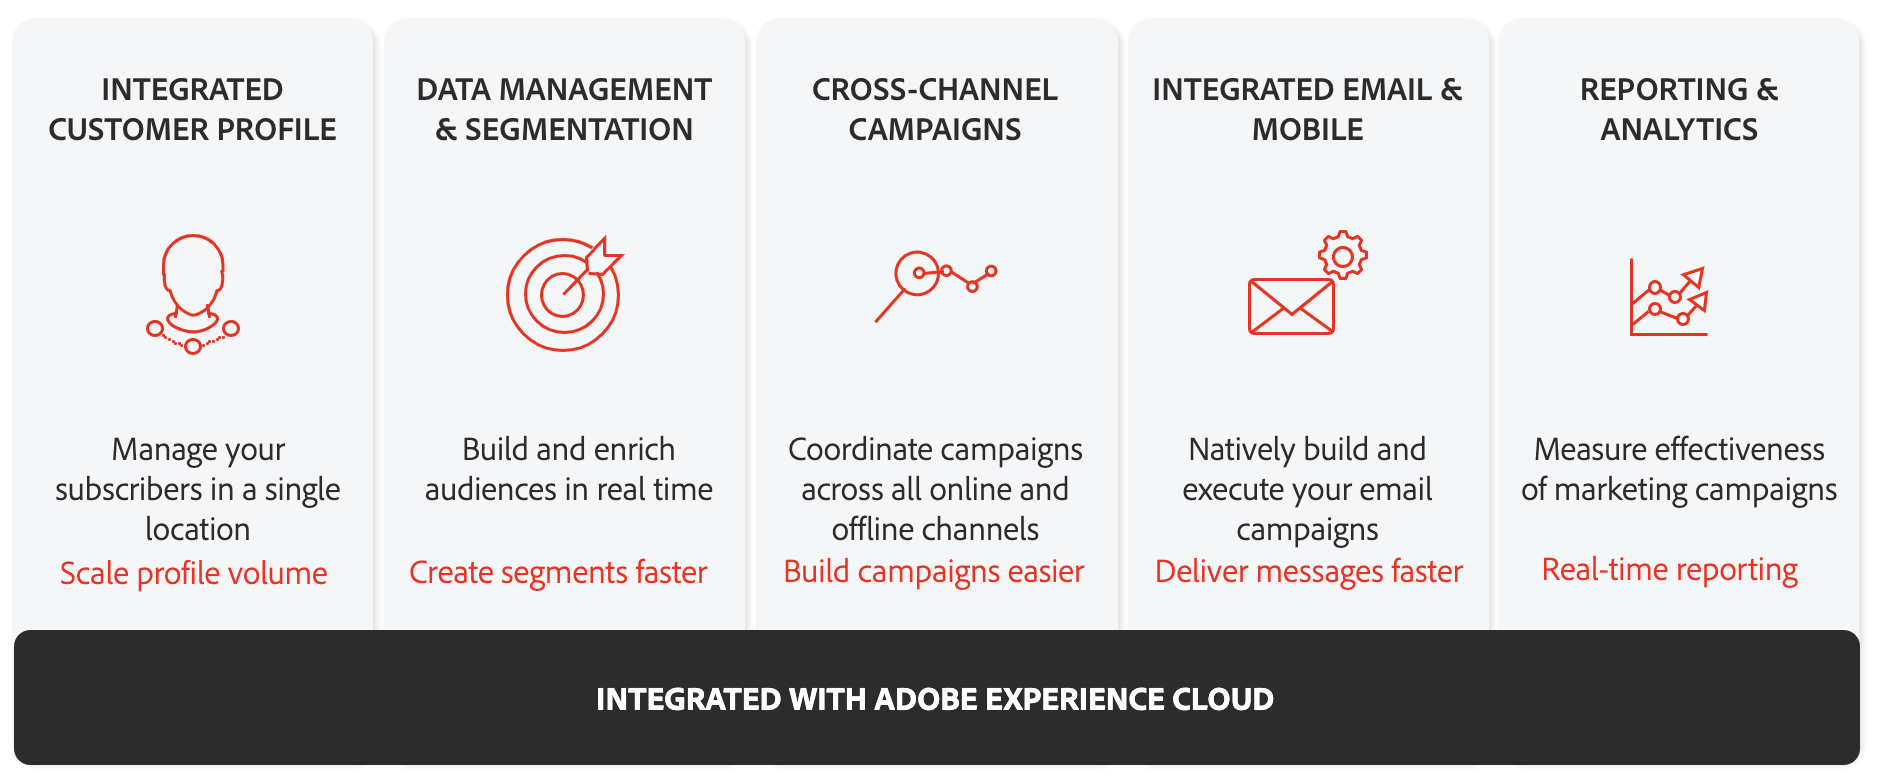 INTEGRATED
CUSTOMER PROFILE
Manage your
subscribers in a single
location
Scale profile volume
DATA MANAGEMENT
& SEGMENTATION
Build and enrich
audiences in real time
Create segments faster
CROSS-CHANNEL
CAMPAIGNS
Coordinate campaigns
across all online and
offline channels
Build campaigns easier
INTEGRATED EMAIL &
MOBILE
Natively build and
execute your email
campaigns
Deliver messages faster
REPORTING &
ANALYTICS
Measure effectiveness
of marketing campaigns
Real-time reporting
INTEGRATED WITH ADOBE EXPERIENCE CLOUD